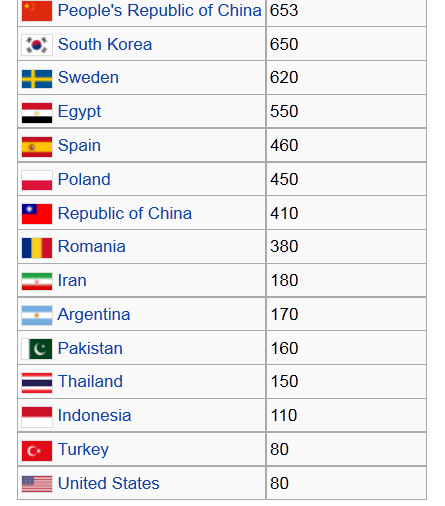 People's Republic of China 653
South Korea 650
Sweden 620
Egypt 550
Spain 460
Poland 450
Republic of China 410
Romania 380
Iran 180
Argentina 170
Pakistan 160
Thailand 150
Indonesia 110
Turkey 80
United States 80